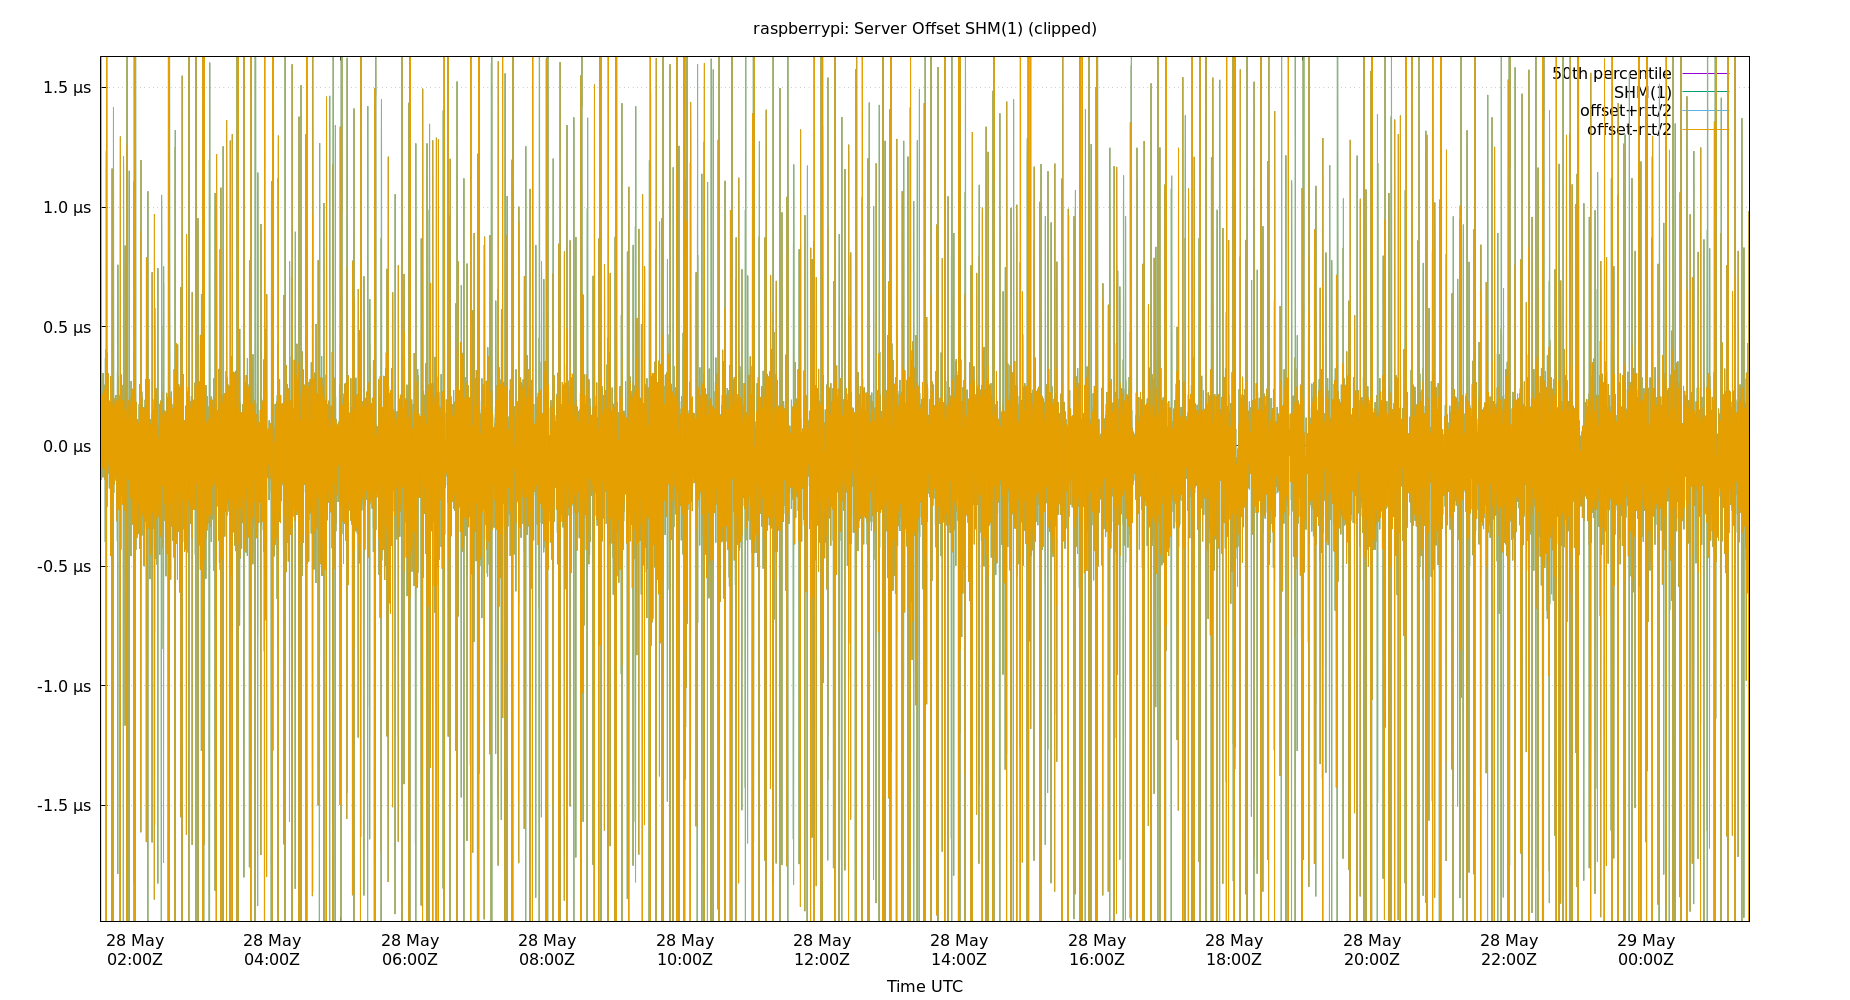 raspberrypi: Server Offset SHM(1) (clipped)
50th percentile
SHM(1)
offset+rtt/2
offset-rtt/2
1.5 µs
1.0 µs
0.5 µs
0.0 µs
-0.5 µs
-1.0 µs
-1.5 µs
28 May 28 May 28 May 28 May 28 May 28 May 28 May 28 May 28 May 28 May 28 May 29 May
02:00Z 04:00Z 06:00Z 08:00Z 10:00Z 12:00Z 14:00Z 16:00Z 18:00Z 20:00Z 22:00Z 00:00Z
Time UTC